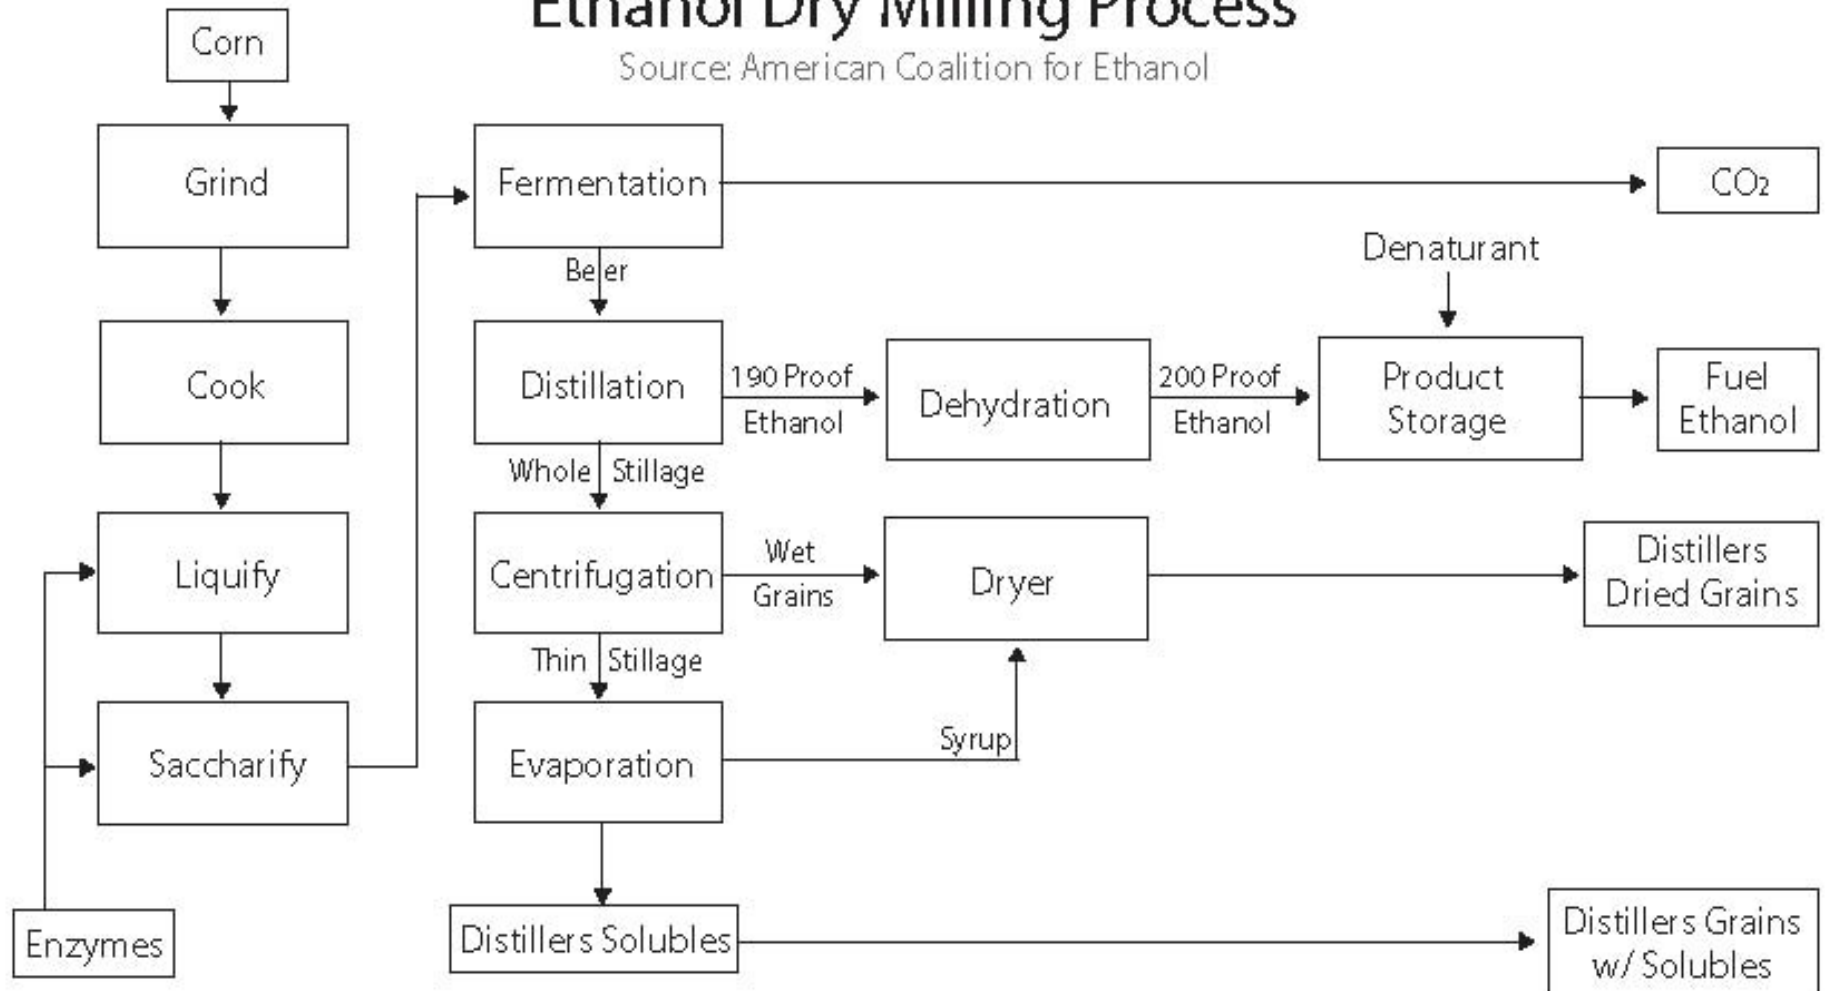 Ethanol Dry Milling Process
Source: American Coalition for Ethanol
Corn
Grind
Cook
Liquify
Saccharify
Enzymes
Fermentation
CO₂
Beer
Denaturant
Distillation
190 Proof
Ethanol
Dehydration
200 Proof
Ethanol
Product
Storage
Fuel
Ethanol
Whole Stillage
Centrifugation
Wet
Grains
Dryer
Distillers
Dried Grains
Thin Stillage
Evaporation
Syrup
Distillers Solubles
Distillers Grains
w/ Solubles